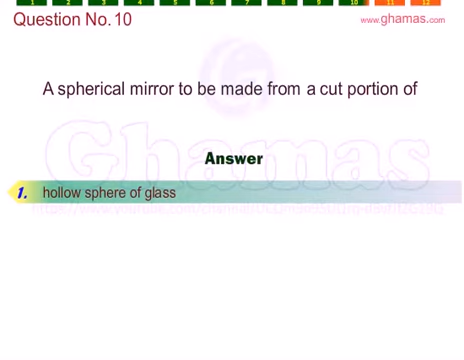 1 2 3 4 5 6 7 8 9 10 11 12
Question No.10
www.ghamas.com
A spherical mirror to be made from a cut portion of
Ghamas
Answer
1. hollow sphere of glass